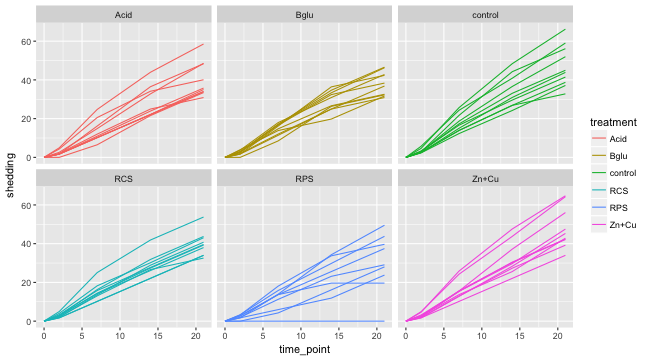 Acid Bglu control
60
40
20
0
shedding
RCS RPS Zn+Cu
60
40
20
0
0 5 10 15 20 0 5 10 15 20 0 5 10 15 20
time_point
treatment
Acid
Bglu
control
RCS
RPS
Zn+Cu